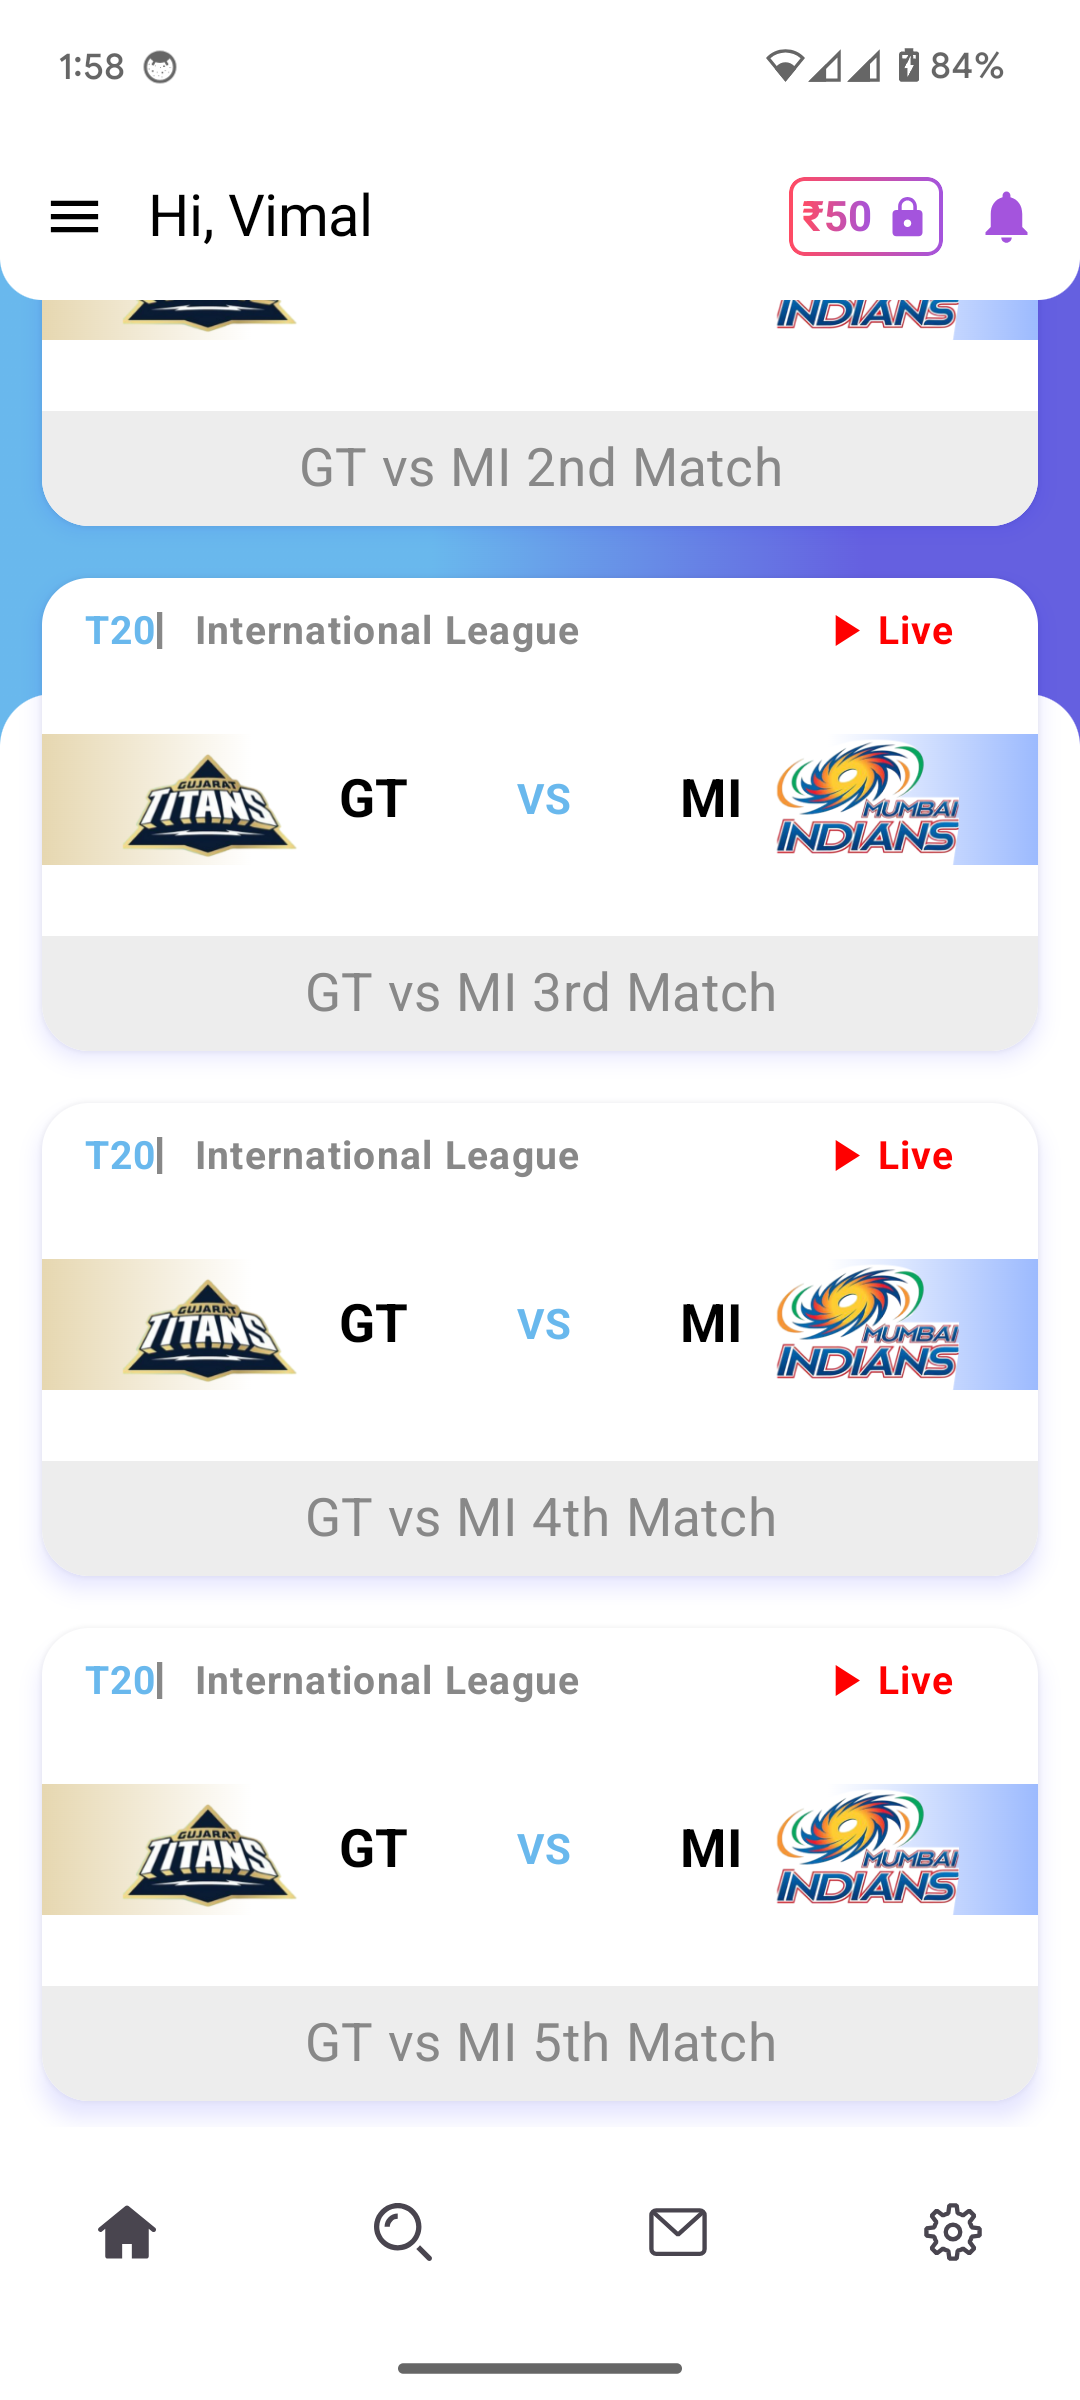 1:58 84%
Hi, Vimal ₹50
INDIANS
GT vs MI 2nd Match
T20| International League Live
GUJARAT TITANS GT VS MI MUMBAI INDIANS
GT vs MI 3rd Match
T20| International League Live
GUJARAT TITANS GT VS MI MUMBAI INDIANS
GT vs MI 4th Match
T20| International League Live
GUJARAT TITANS GT VS MI MUMBAI INDIANS
GT vs MI 5th Match